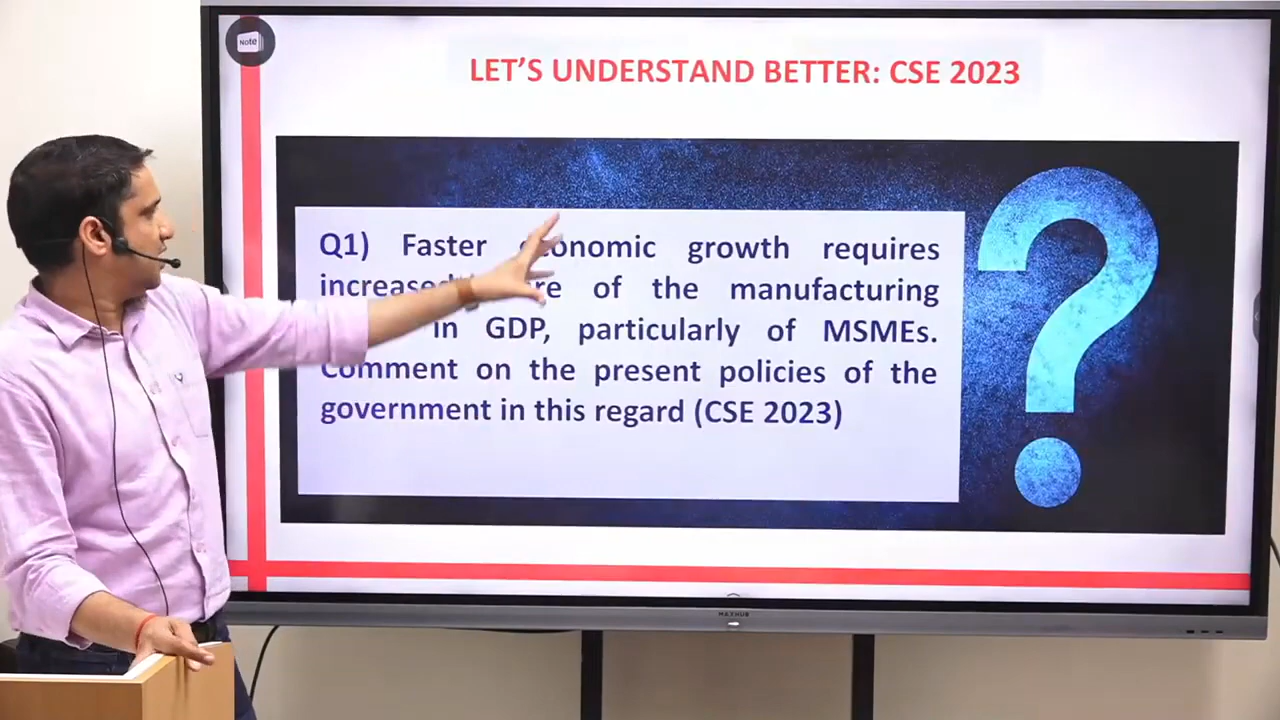 Note
LET'S UNDERSTAND BETTER: CSE 2023
Q1) Faster economic growth requires
increased of the manufacturing
in GDP, particularly of MSMEs.
Comment on the present policies of the
government in this regard (CSE 2023)
MAXHUB